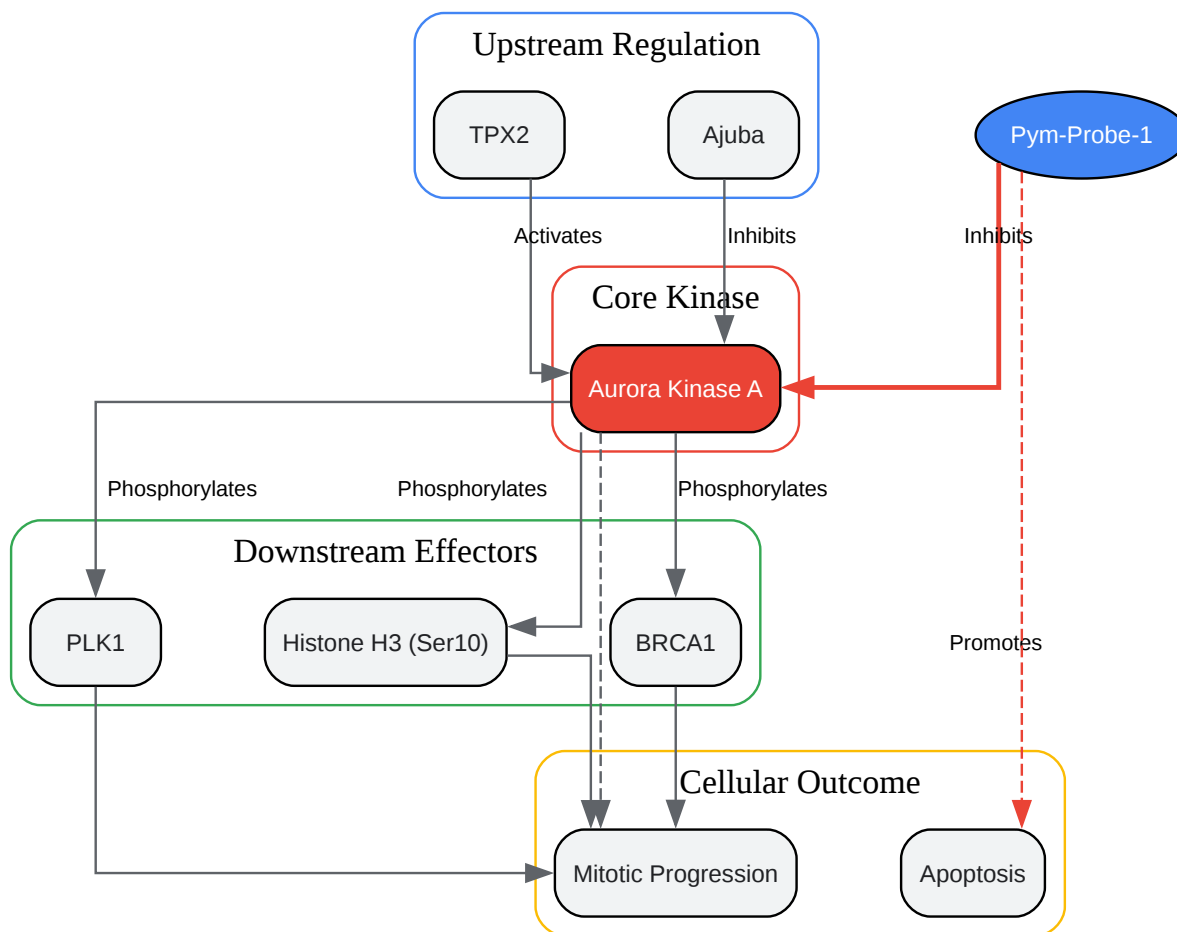 Upstream Regulation
TPX2
Ajuba
Pym-Probe-1
Activates
Inhibits
Inhibits
Core Kinase
Aurora Kinase A
Phosphorylates
Phosphorylates
Phosphorylates
Downstream Effectors
PLK1
Histone H3 (Ser10)
BRCA1
Promotes
Cellular Outcome
Mitotic Progression
Apoptosis